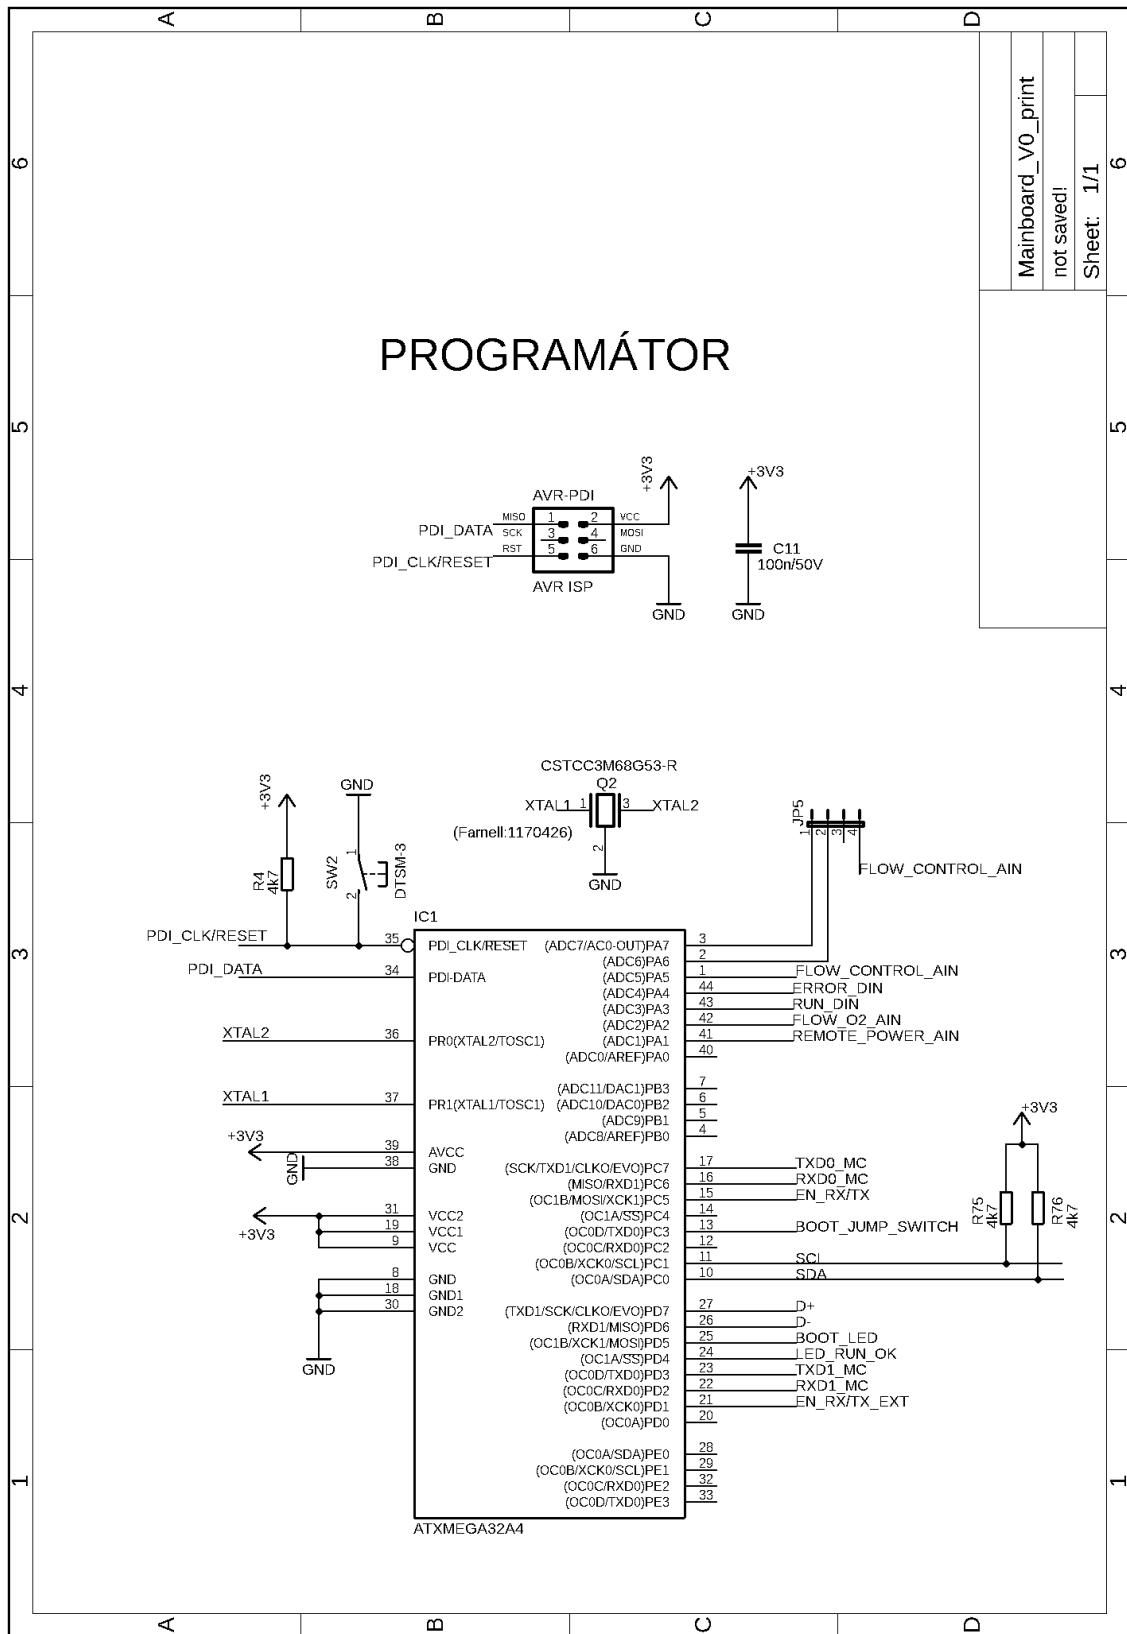 A B C D
6
Mainboard_V0_print
not saved!
Sheet: 1/1
6
PROGRAMÁTOR
5
5
+3V3
+3V3
AVR-PDI
PDI_DATA MISO 1 2 VCC
SCK 3 4 MOSI
PDI_CLK/RESET RST 5 6 GND
AVR ISP
C11
100n/50V
GND
GND
4
4
CSTCC3M68G53-R
Q2
XTAL1 1 3 XTAL2
(Farnell:1170426)
2
GND
+3V3
GND
R4
4k7
SW2
1
2
DTSM-3
JP5
1
2
3
4
FLOW_CONTROL_AIN
IC1
3
3
PDI_CLK/RESET 35 PDI_CLK/RESET
PDI_DATA 34 PDI-DATA
XTAL2 36 PR0(XTAL2/TOSC1)
XTAL1 37 PR1(XTAL1/TOSC1)
+3V3 39 AVCC
GND 38 GND
31 VCC2
+3V3 19 VCC1
9 VCC
8 GND
18 GND1
30 GND2
GND
(ADC7/AC0-OUT)PA7 3
(ADC6)PA6 2
(ADC5)PA5 1 FLOW_CONTROL_AIN
(ADC4)PA4 44 ERROR_DIN
(ADC3)PA3 43 RUN_DIN
(ADC2)PA2 42 FLOW_O2_AIN
(ADC1)PA1 41 REMOTE_POWER_AIN
(ADC0/AREF)PA0 40
(ADC11/DAC1)PB3 7
(ADC10/DAC0)PB2 6
(ADC9)PB1 5
(ADC8/AREF)PB0 4
(SCK/TXD1/CLKO/EVO)PC7 17 TXD0_MC
(MISO/RXD1)PC6 16 RXD0_MC
(OC1B/MOSI/XCK1)PC5 15 EN_RX/TX
(OC1A/SS)PC4 14
(OC0D/TXD0)PC3 13 BOOT_JUMP_SWITCH
(OC0C/RXD0)PC2 12
(OC0B/XCK0/SCL)PC1 11 SCL
(OC0A/SDA)PC0 10 SDA
(TXD1/SCK/CLKO/EVO)PD7 27 D+
(RXD1/MISO)PD6 26 D-
(OC1B/XCK1/MOSI)PD5 25 BOOT_LED
(OC1A/SS)PD4 24 LED_RUN_OK
(OC0D/TXD0)PD3 23 TXD1_MC
(OC0C/RXD0)PD2 22 RXD1_MC
(OC0B/XCK0)PD1 21 EN_RX/TX_EXT
(OC0A)PD0 20
(OC0A/SDA)PE0 28
(OC0B/XCK0/SCL)PE1 29
(OC0C/RXD0)PE2 32
(OC0D/TXD0)PE3 33
+3V3
R75
4k7
R76
4k7
2
2
ATXMEGA32A4
1
1
A B C D